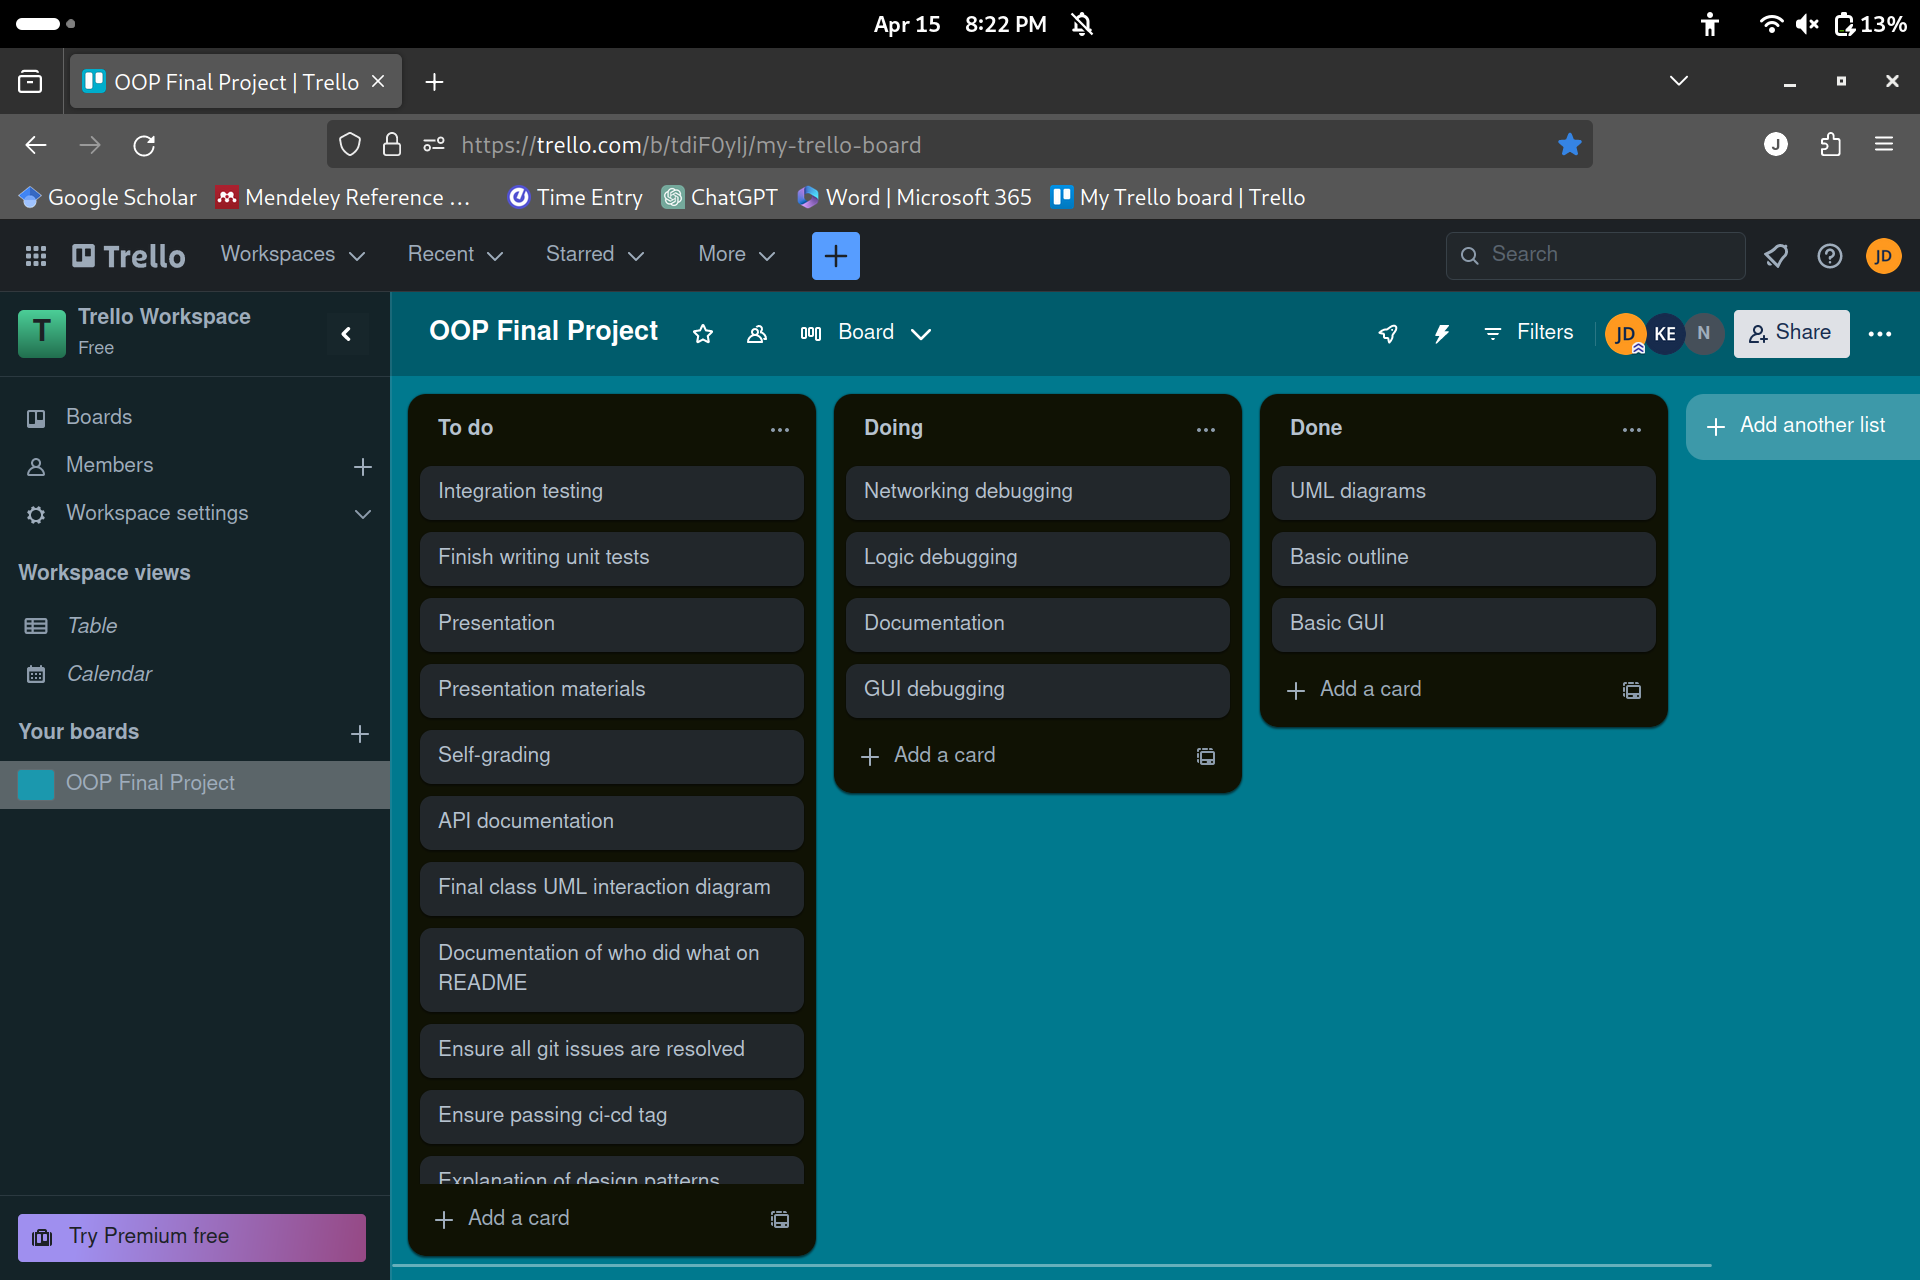 Apr 15 8:22 PM
13%
OOP Final Project | Trello
https://trello.com/b/tdiF0yIj/my-trello-board
J
Google Scholar
Mendeley Reference ...
Time Entry
ChatGPT
Word | Microsoft 365
My Trello board | Trello
Trello
Workspaces
Recent
Starred
More
Search
JD
T
Trello Workspace
Free
Boards
Members
Workspace settings
Workspace views
Table
Calendar
Your boards
OOP Final Project
Try Premium free
OOP Final Project
Board
Filters
JD
KE
N
Share
To do
Integration testing
Finish writing unit tests
Presentation
Presentation materials
Self-grading
API documentation
Final class UML interaction diagram
Documentation of who did what on
README
Ensure all git issues are resolved
Ensure passing ci-cd tag
Explanation of design patterns
Add a card
Doing
Networking debugging
Logic debugging
Documentation
GUI debugging
Add a card
Done
UML diagrams
Basic outline
Basic GUI
Add a card
Add another list